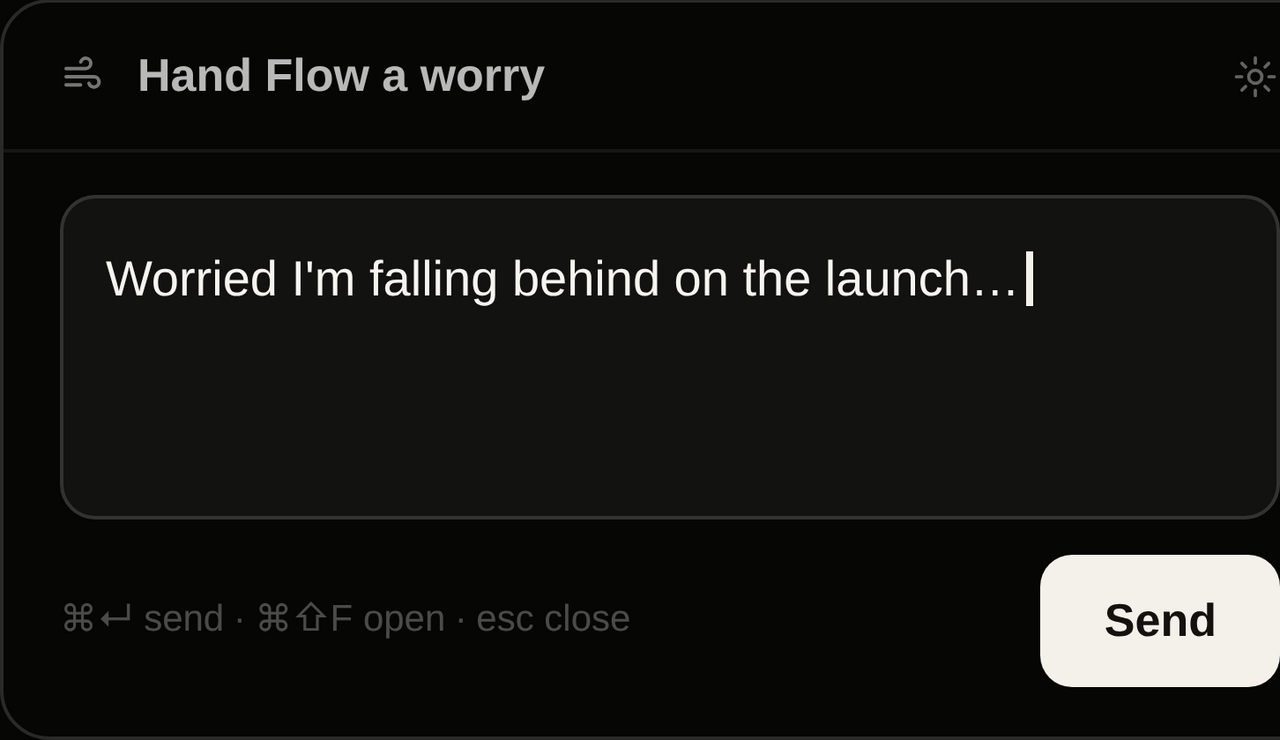 Hand Flow a worry
Worried I'm falling behind on the launch…
⌘↵ send · ⌘⇧F open · esc close
Send